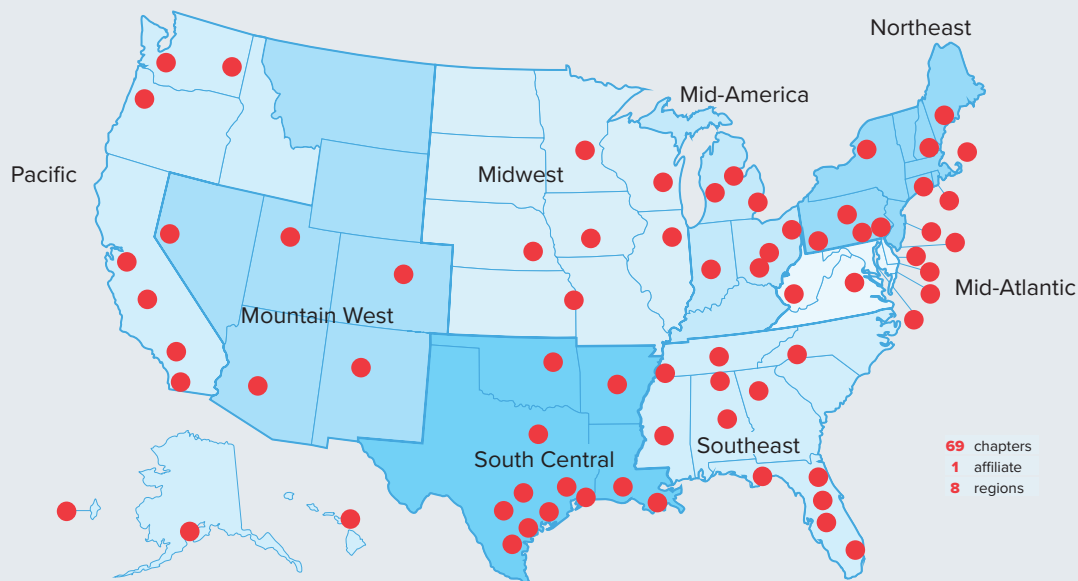 Northeast
Mid-America
Pacific
Midwest
Mid-Atlantic
Mountain West
Southeast
South Central
69 chapters
1 affiliate
8 regions